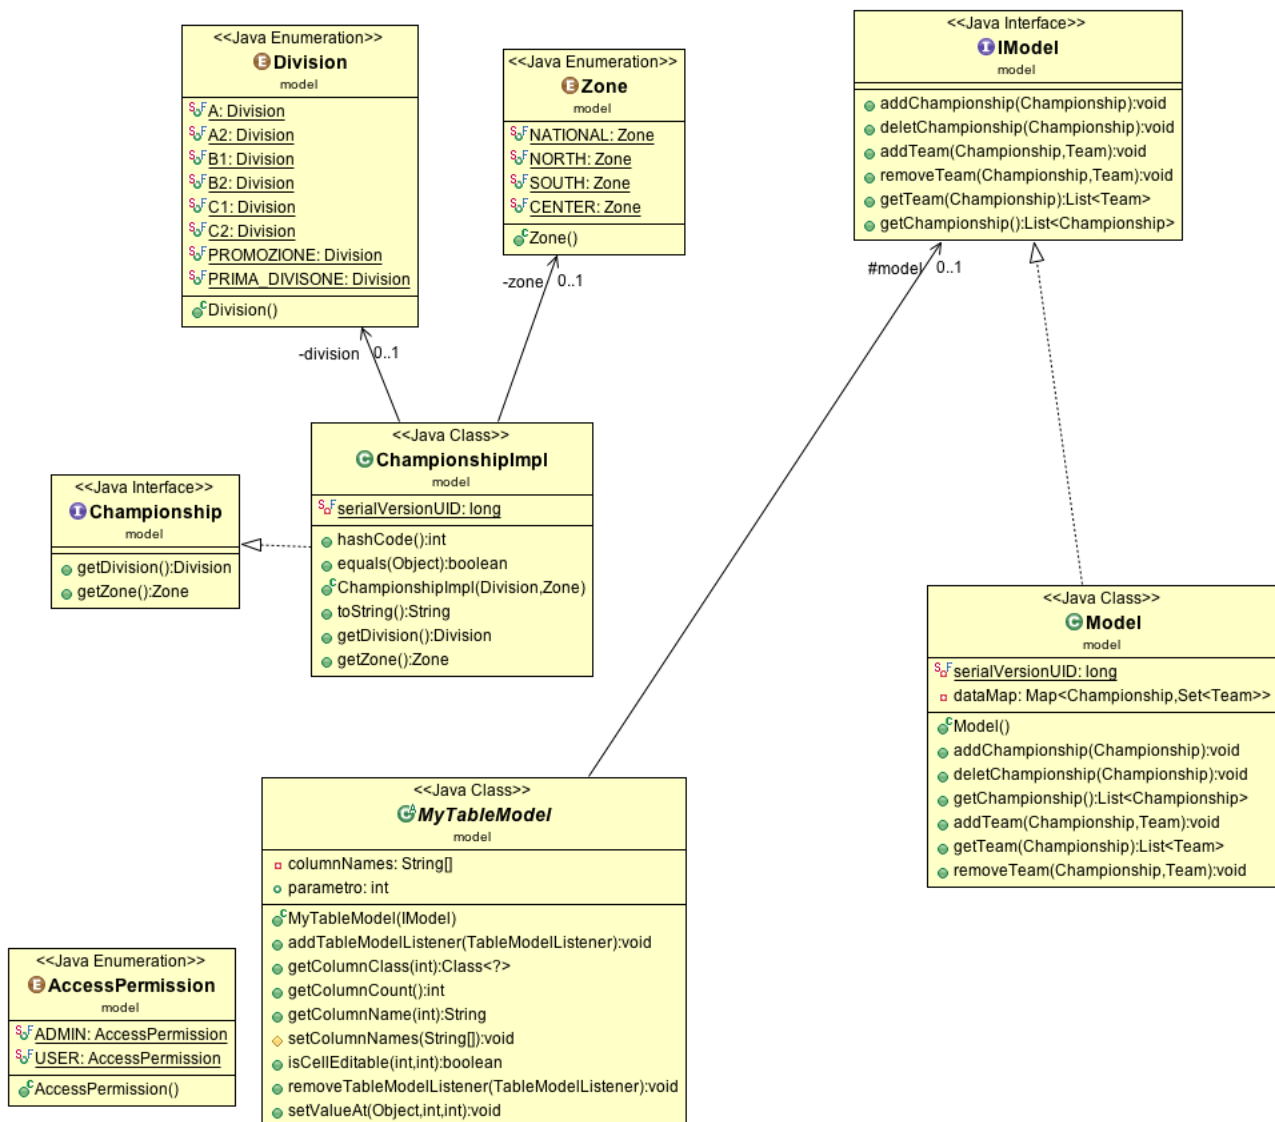 <<Java Enumeration>>
Division
model
A: Division
A2: Division
B1: Division
B2: Division
C1: Division
C2: Division
PROMOZIONE: Division
PRIMA_DIVISONE: Division
Division()
<<Java Enumeration>>
Zone
model
NATIONAL: Zone
NORTH: Zone
SOUTH: Zone
CENTER: Zone
Zone()
<<Java Interface>>
IModel
model
addChampionship(Championship):void
deletChampionship(Championship):void
addTeam(Championship,Team):void
removeTeam(Championship,Team):void
getTeam(Championship):List<Team>
getChampionship():List<Championship>
#model 0..1
-zone 0..1
-division 0..1
<<Java Class>>
ChampionshipImpl
model
serialVersionUID: long
hashCode():int
equals(Object):boolean
ChampionshipImpl(Division,Zone)
toString():String
getDivision():Division
getZone():Zone
<<Java Interface>>
Championship
model
getDivision():Division
getZone():Zone
<<Java Class>>
Model
model
serialVersionUID: long
dataMap: Map<Championship,Set<Team>>
Model()
addChampionship(Championship):void
deletChampionship(Championship):void
getChampionship():List<Championship>
addTeam(Championship,Team):void
getTeam(Championship):List<Team>
removeTeam(Championship,Team):void
<<Java Class>>
MyTableModel
model
columnNames: String[]
parametro: int
MyTableModel(IModel)
addTableModelListener(TableModelListener):void
getColumnClass(int):Class<?>
getColumnCount():int
getColumnName(int):String
setColumnNames(String[]):void
isCellEditable(int,int):boolean
removeTableModelListener(TableModelListener):void
setValueAt(Object,int,int):void
<<Java Enumeration>>
AccessPermission
model
ADMIN: AccessPermission
USER: AccessPermission
AccessPermission()